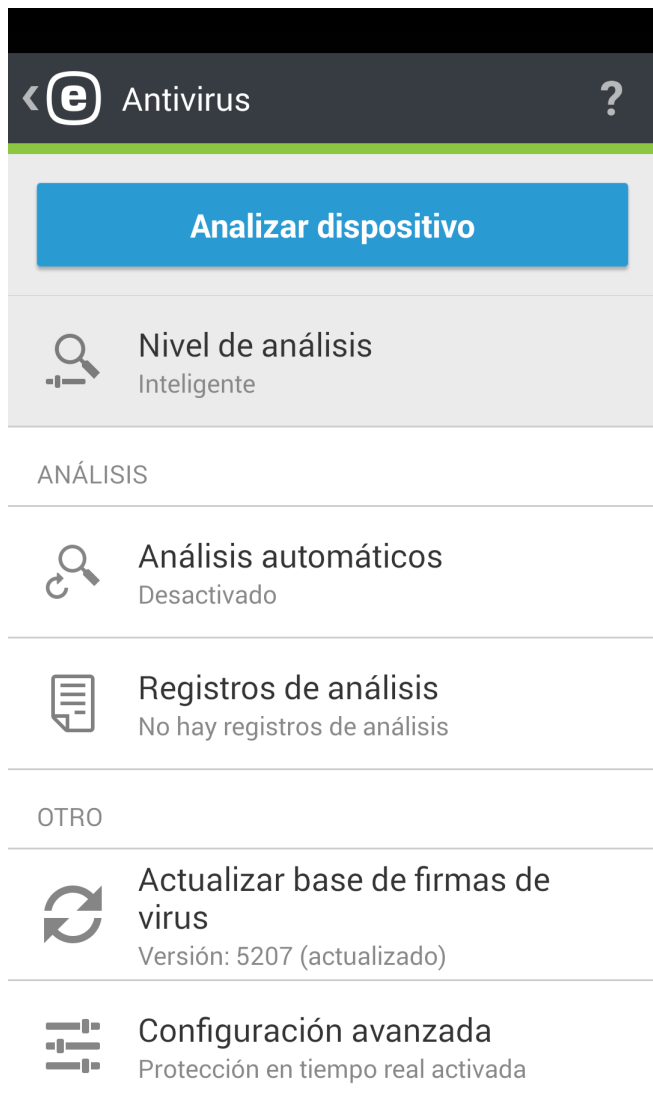 e Antivirus ?
Analizar dispositivo
Nivel de análisis
Inteligente
ANÁLISIS
Análisis automáticos
Desactivado
Registros de análisis
No hay registros de análisis
OTRO
Actualizar base de firmas de
virus
Versión: 5207 (actualizado)
Configuración avanzada
Protección en tiempo real activada